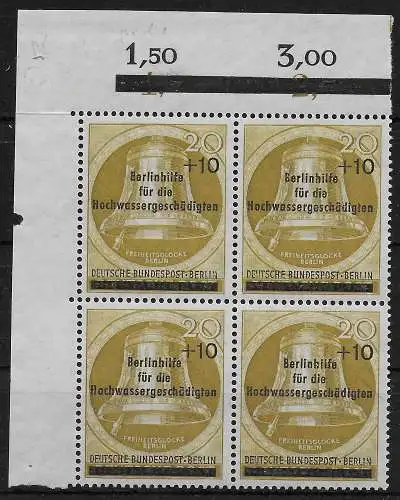 1,50 3,00
20 20
+10 +10
Berlinhilfe Berlinhilfe
für die für die
Hochwassergeschädigten Hochwassergeschädigten
FREIHEITSGLOCKE FREIHEITSGLOCKE
BERLIN BERLIN
DEUTSCHE BUNDESPOST·BERLIN DEUTSCHE BUNDESPOST·BERLIN
20 20
+10 +10
Berlinhilfe Berlinhilfe
für die für die
Hochwassergeschädigten Hochwassergeschädigten
FREIHEITSGLOCKE FREIHEITSGLOCKE
BERLIN BERLIN
DEUTSCHE BUNDESPOST·BERLIN DEUTSCHE BUNDESPOST·BERLIN